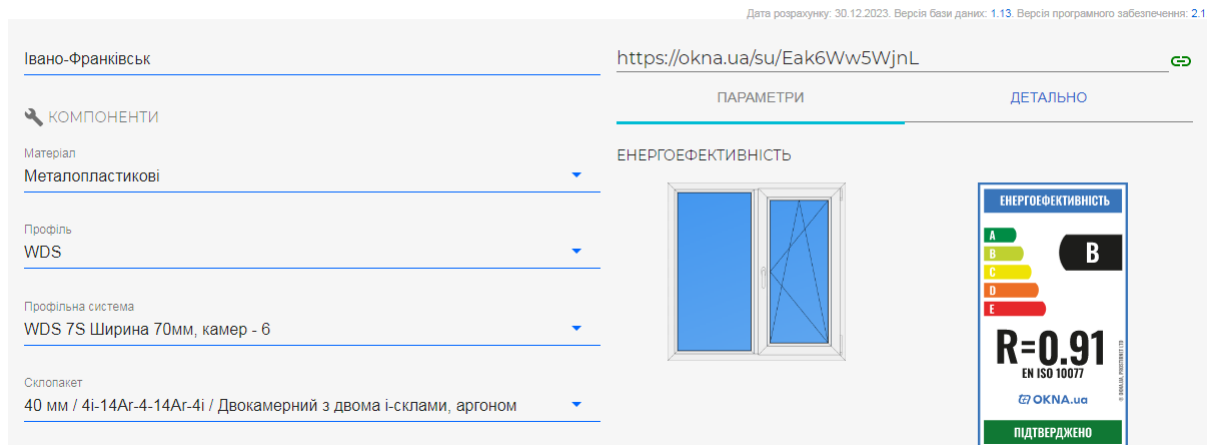 Дата розрахунку: 30.12.2023. Версія бази даних: 1.13. Версія програмного забезпечення: 2.1
Івано-Франківськ
КОМПОНЕНТИ
Матеріал
Металопластикові
Профіль
WDS
Профільна система
WDS 7S Ширина 70мм, камер - 6
Склопакет
40 мм / 4i-14Ar-4-14Ar-4i / Двокамерний з двома і-склами, аргоном
https://okna.ua/su/Eak6Ww5WjnL
ПАРАМЕТРИ ДЕТАЛЬНО
ЕНЕРГОЕФЕКТИВНІСТЬ
ЕНЕРГОЕФЕКТИВНІСТЬ
A
B
B
C
D
E
R=0.91
EN ISO 10077
OKNA.ua
ПІДТВЕРДЖЕНО